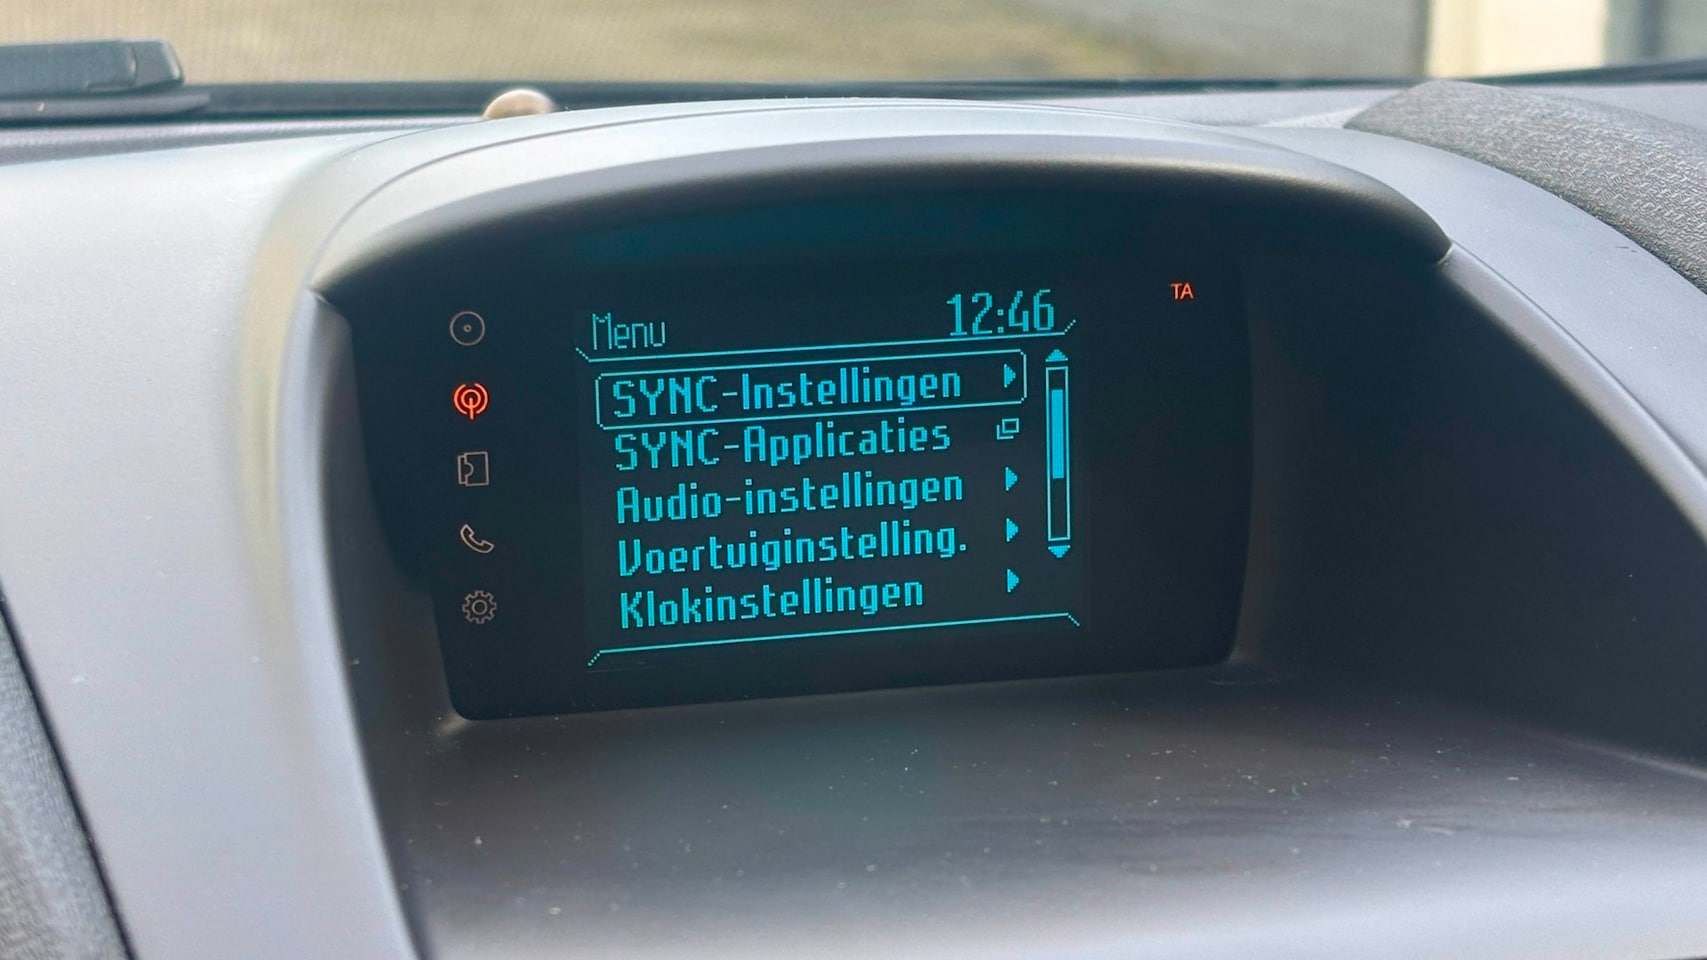 Menu 12:46 TA
SYNC-Instellingen
SYNC-Applicaties
Audio-instellingen
Voertuiginstelling.
Klokinstellingen